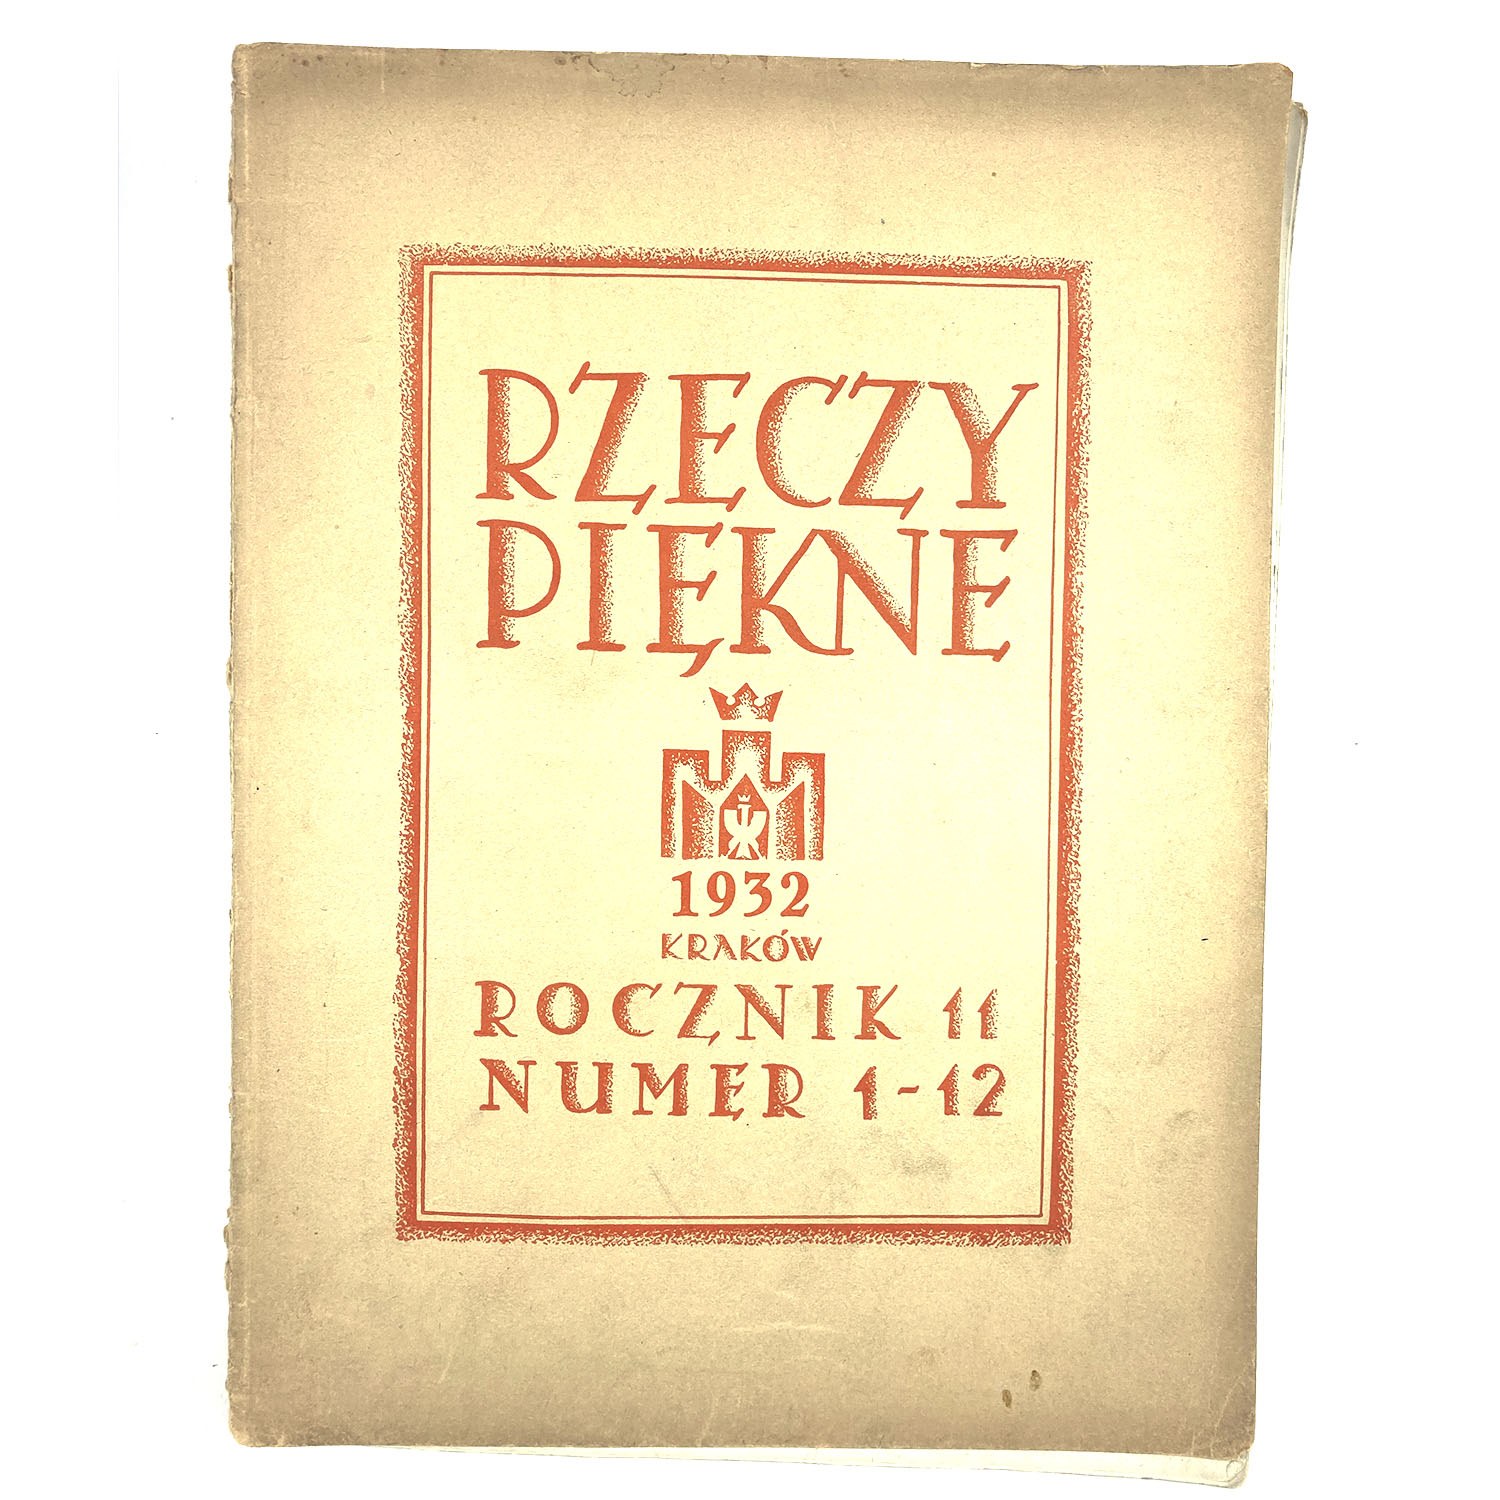 RZECZY
PIĘKNE
1932
KRAKÓW
ROCZNIK 11
NUMER 1-12